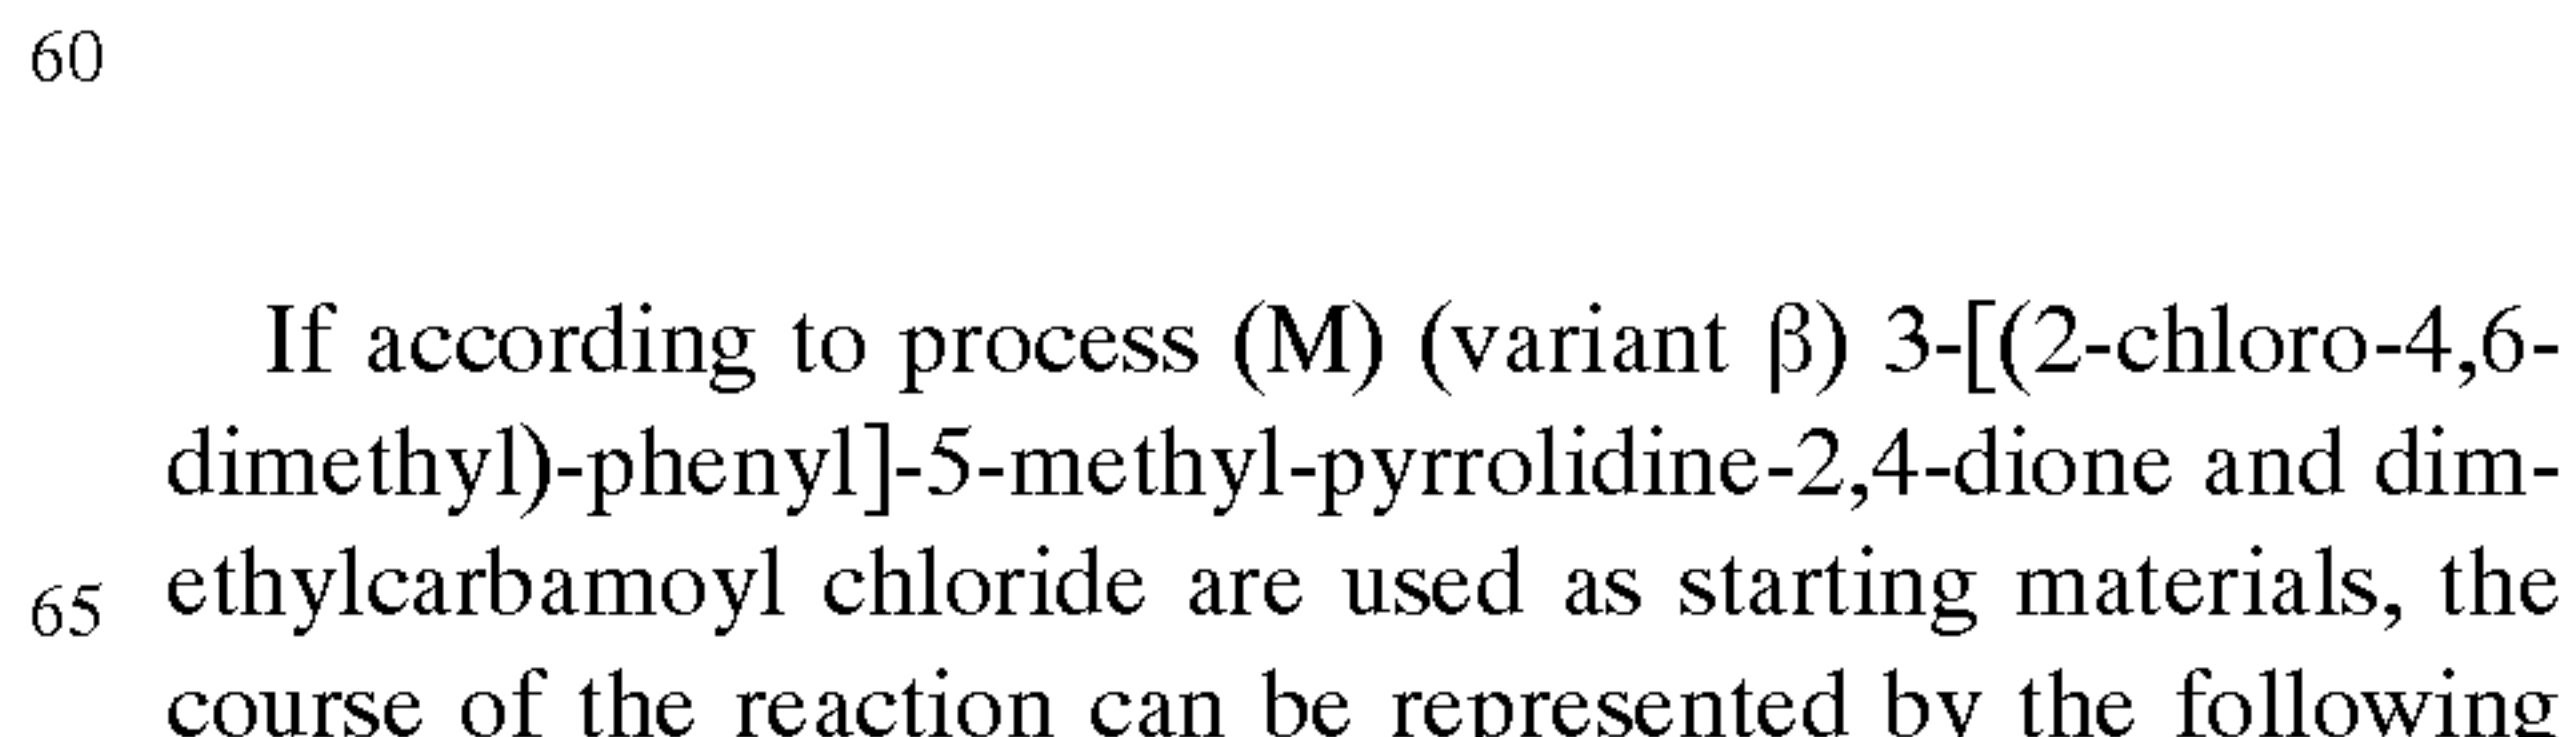 60
If according to process (M) (variant β) 3-[(2-chloro-4,6-
dimethyl)-phenyl]-5-methyl-pyrrolidine-2,4-dione and dim-
65 ethylcarbamoyl chloride are used as starting materials, the
course of the reaction can be represented by the following